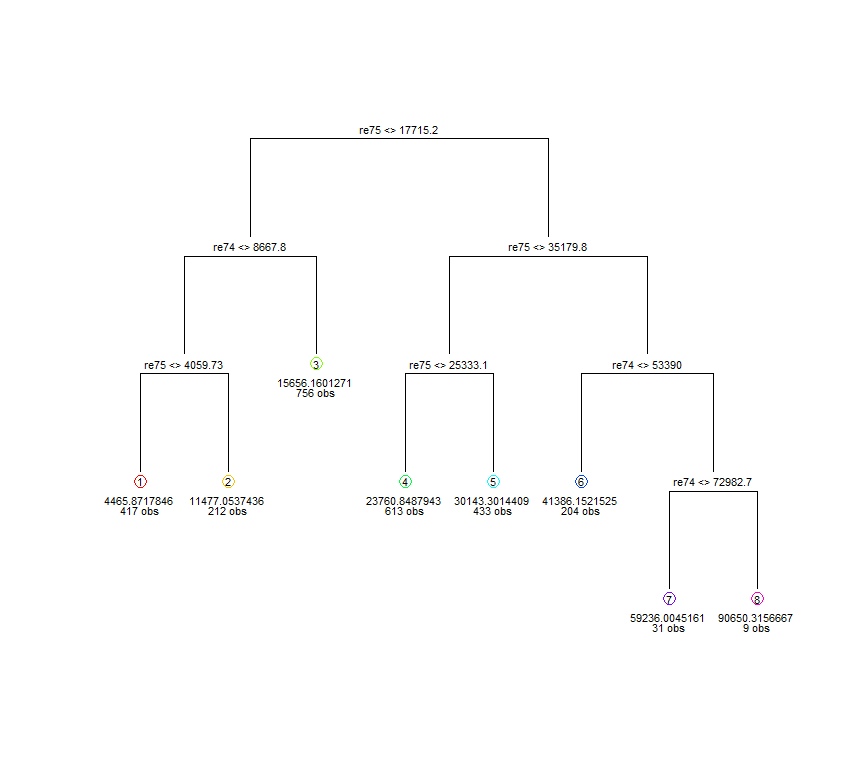 re75 <> 17715.2
re74 <> 8667.8
re75 <> 35179.8
re75 <> 4059.73
3
15656.1601271
756 obs
re75 <> 25333.1
re74 <> 53390
1
4465.8717846
417 obs
2
11477.0537436
212 obs
4
23760.8487943
613 obs
5
30143.3014409
433 obs
6
41386.1521525
204 obs
re74 <> 72982.7
7
59236.0045161
31 obs
8
90650.3156667
9 obs